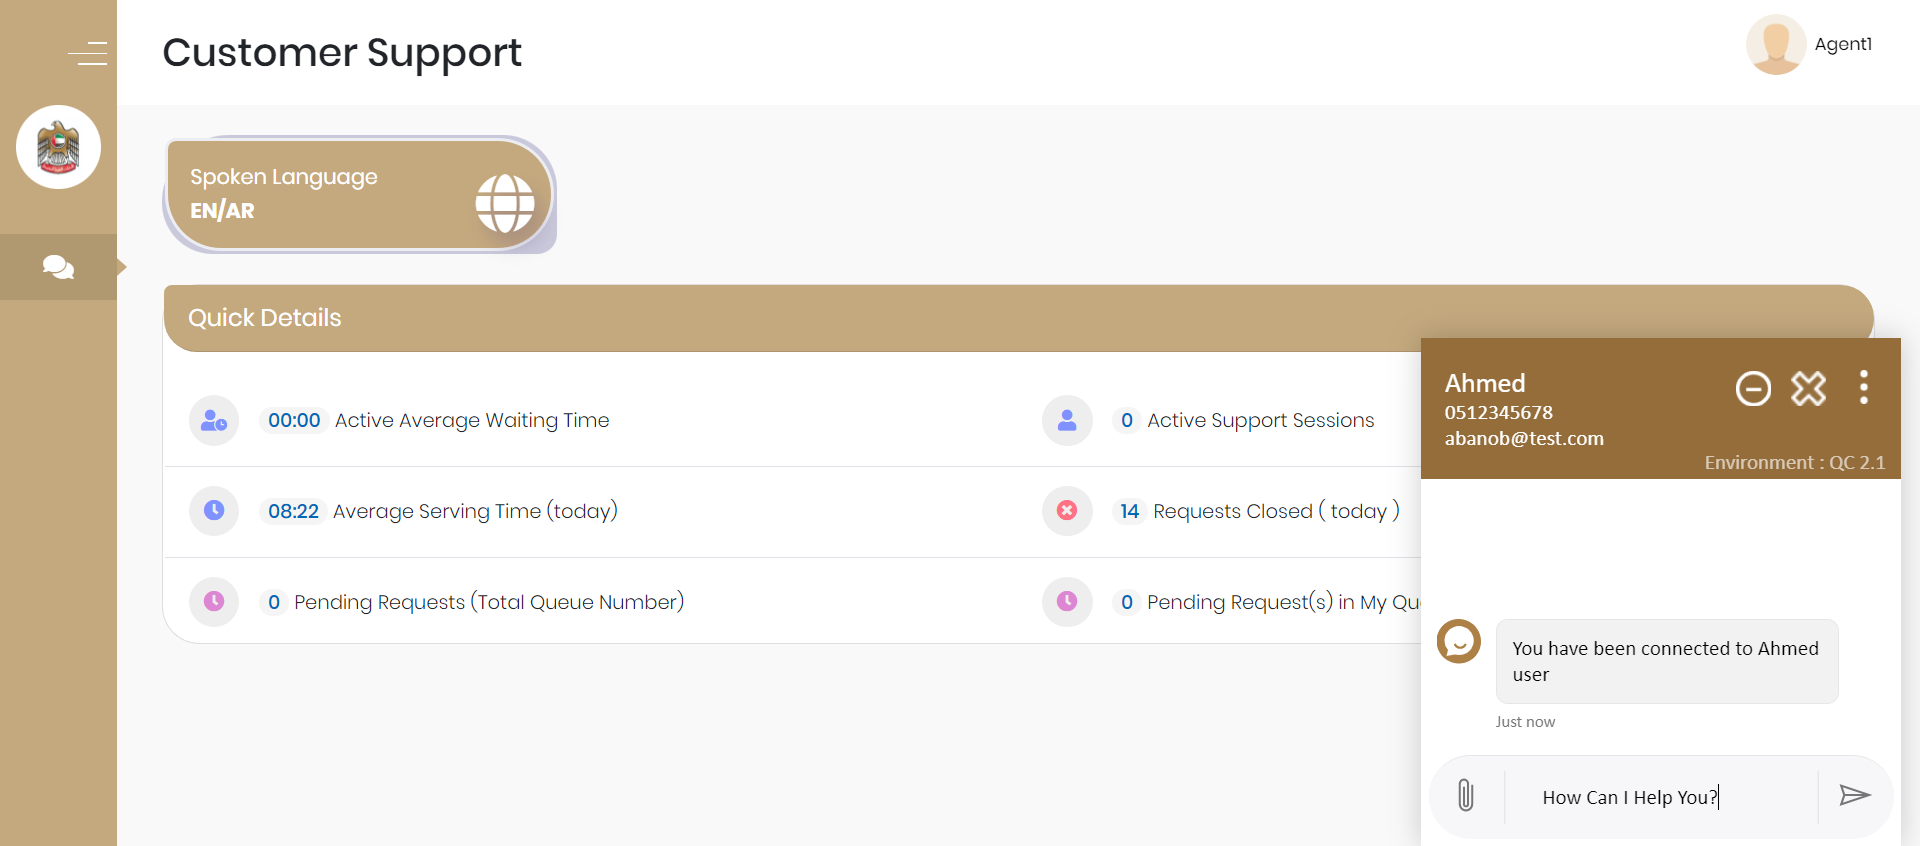 Customer Support
Agent1
Spoken Language
EN/AR
Quick Details
00:00 Active Average Waiting Time
0 Active Support Sessions
08:22 Average Serving Time (today)
14 Requests Closed ( today )
0 Pending Requests (Total Queue Number)
0 Pending Request(s) in My Qu
Ahmed
0512345678
abanob@test.com
Environment : QC 2.1
You have been connected to Ahmed
user
Just now
How Can I Help You?